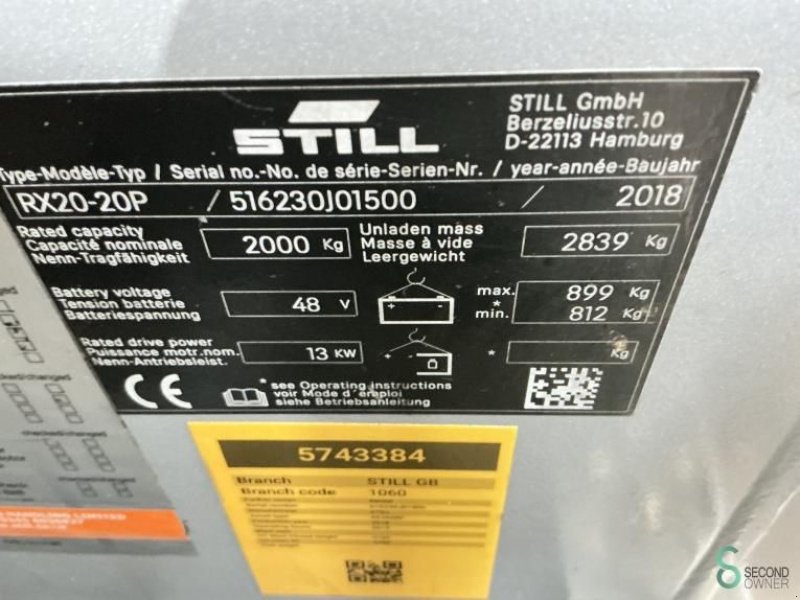 STILL
STILL GmbH
Berzeliusstr.10
D-22113 Hamburg
Type-Modèle-Typ / Serial no.-No. de série-Serien-Nr. / year-année-Baujahr
RX20-20P / 516230J01500 / 2018
Rated capacity
Capacité nominale
Nenn-Tragfähigkeit
2000 Kg
Unladen mass
Masse à vide
Leergewicht
2839 Kg
Battery voltage
Tension batterie
Batteriespannung
48 V
max. 899 Kg
*
min. 812 Kg
Rated drive power
Puissance motr.nom.
Nenn-Antriebsleist.
13 KW
* Kg
CE
*see Operating instructions
voir Mode d'emploi
siehe Betriebsanleitung
5743384
Branch STILL GB
Branch code 1060
HANDLING LIMITED
SECOND
OWNER